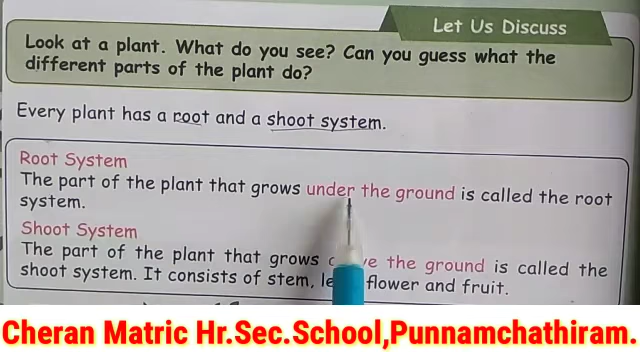 Let Us Discuss
Look at a plant. What do you see? Can you guess what the
different parts of the plant do?
Every plant has a root and a shoot system.
Root System
The part of the plant that grows under the ground is called the root
system.
Shoot System
The part of the plant that grows the ground is called the
shoot system. It consists of stem, flower and fruit.
Cheran Matric Hr.Sec.School,Punnamchathiram.